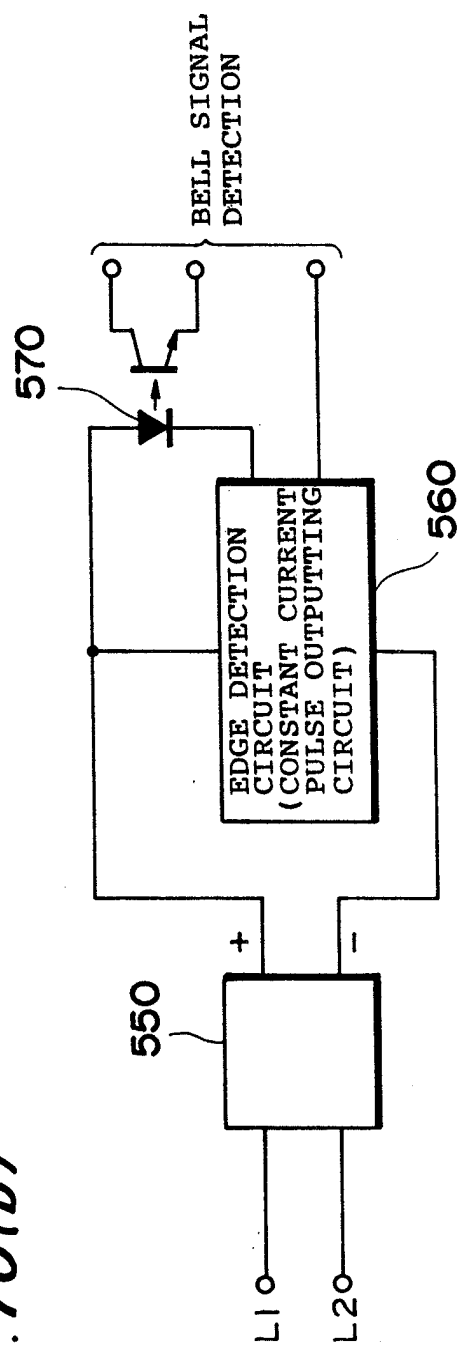 570
BELL SIGNAL
DETECTION
550
+
-
EDGE DETECTION
CIRCUIT
(CONSTANT CURRENT
PULSE OUTPUTTING
CIRCUIT)
560
L1
L2